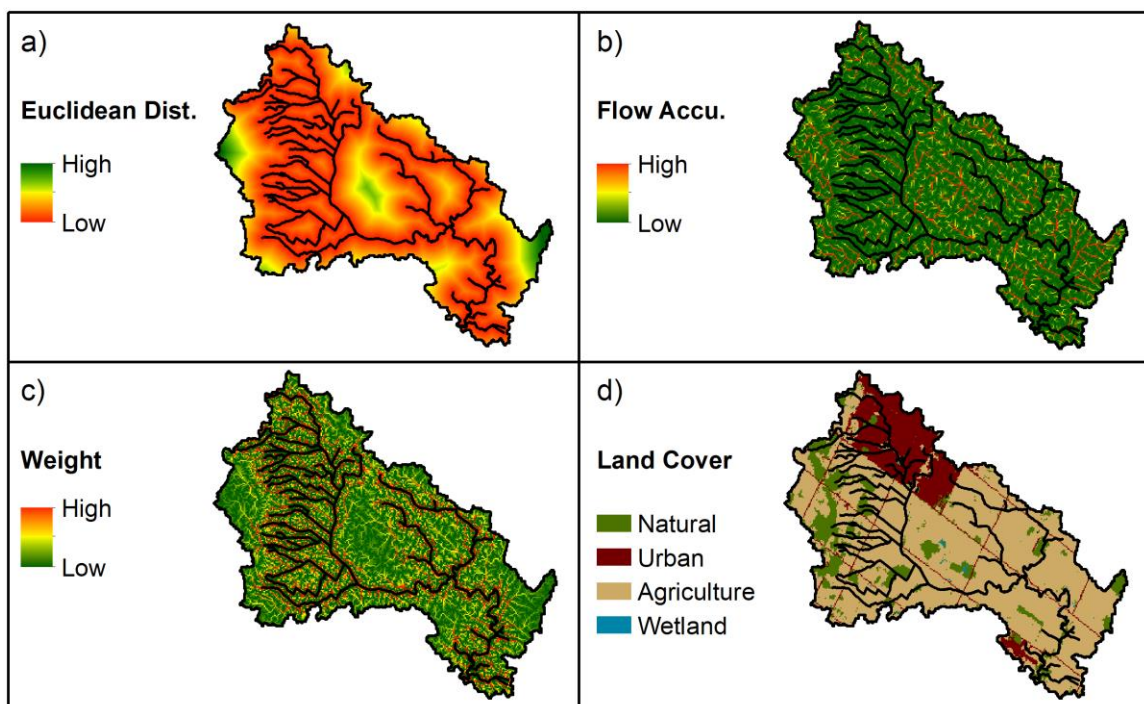 a)
Euclidean Dist.
High
Low
b)
Flow Accu.
High
Low
c)
Weight
High
Low
d)
Land Cover
Natural
Urban
Agriculture
Wetland